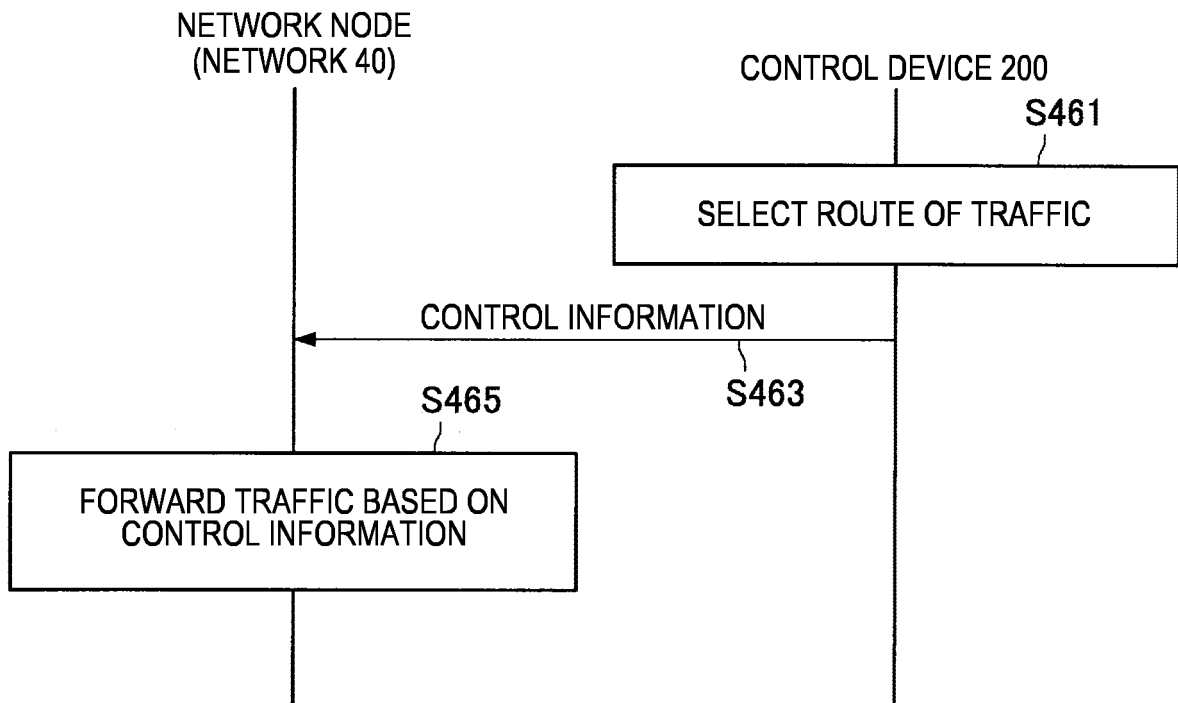 NETWORK NODE
(NETWORK 40)
CONTROL DEVICE 200
S461
SELECT ROUTE OF TRAFFIC
CONTROL INFORMATION
S463
S465
FORWARD TRAFFIC BASED ON
CONTROL INFORMATION